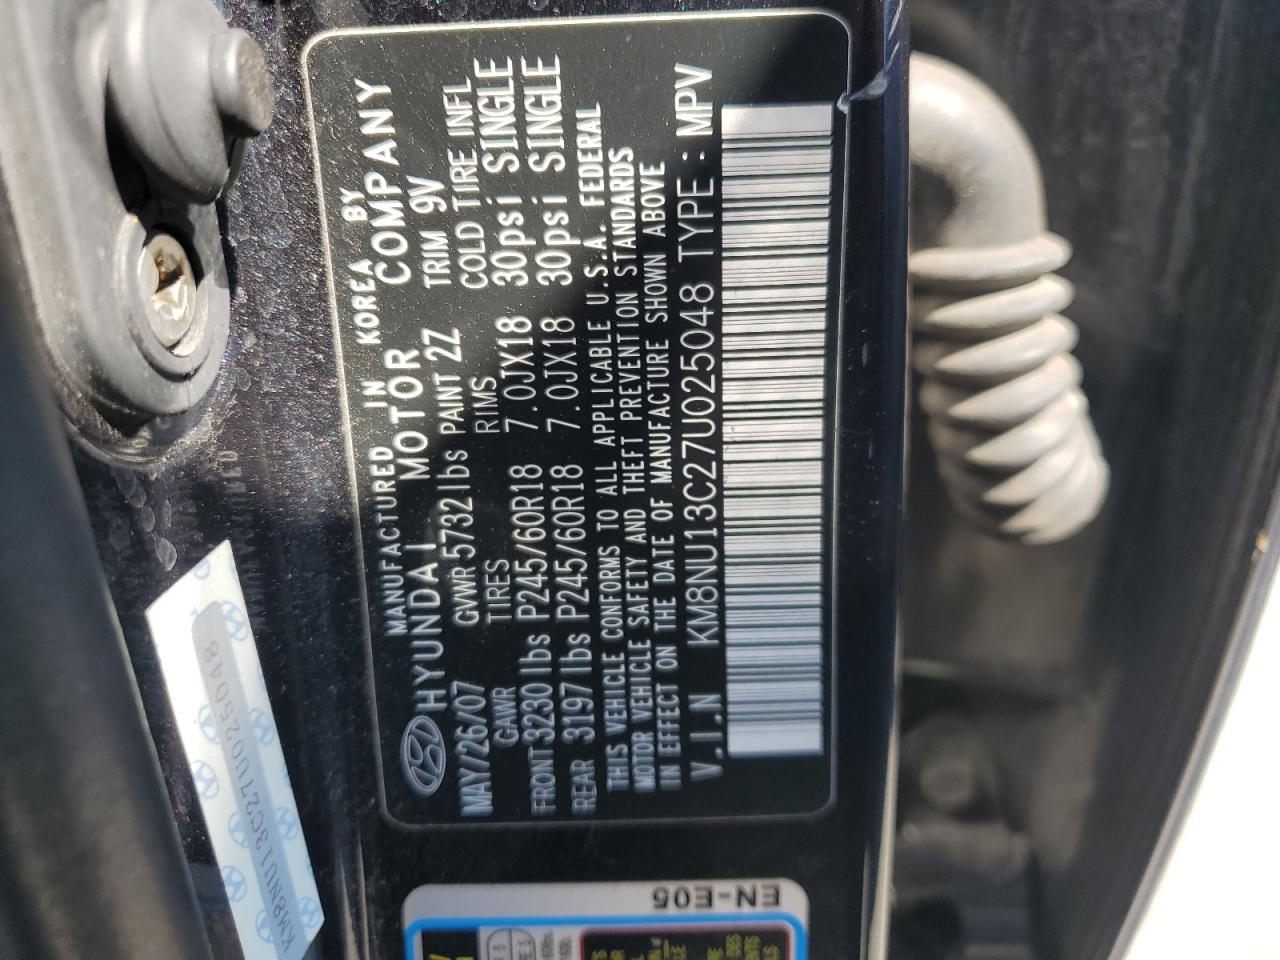 MANUFACTURED IN KOREA BY
HYUNDAI MOTOR COMPANY
MAY/26/07 GVWR 5732 lbs PAINT 2Z TRIM 9V
GAWR TIRES RIMS COLD TIRE INFL
FRONT 3230 lbs P245/60R18 7.0JX18 30psi SINGLE
REAR 3197 lbs P245/60R18 7.0JX18 30psi SINGLE
THIS VEHICLE CONFORMS TO ALL APPLICABLE U.S.A. FEDERAL
MOTOR VEHICLE SAFETY AND THEFT PREVENTION STANDARDS
IN EFFECT ON THE DATE OF MANUFACTURE SHOWN ABOVE
V.I.N KM8NU13C27U025048 TYPE : MPV
KM8NU13C27U025048
EN-E05